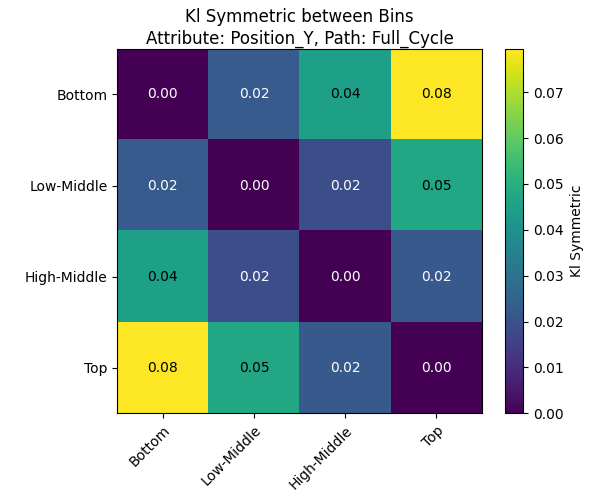 Kl Symmetric between Bins
Attribute: Position_Y, Path: Full_Cycle
Bottom
0.00 0.02 0.04 0.08
Low-Middle
0.02 0.00 0.02 0.05
High-Middle
0.04 0.02 0.00 0.02
Top
0.08 0.05 0.02 0.00
Bottom
Low-Middle
High-Middle
Top
0.07
0.06
0.05
0.04
0.03
0.02
0.01
0.00
Kl Symmetric